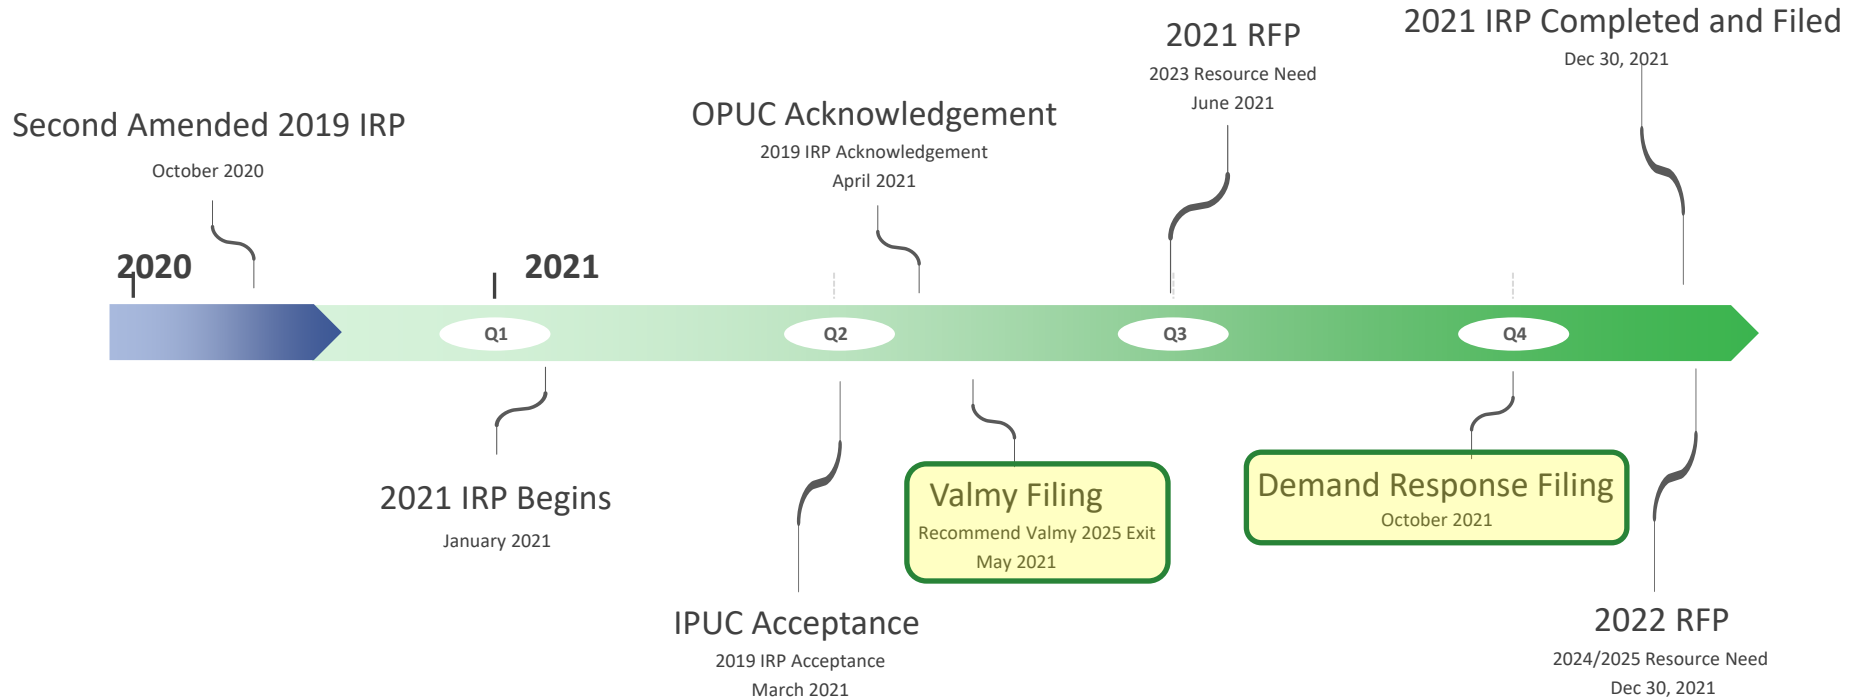 2021 IRP Completed and Filed
Dec 30, 2021
2021 RFP
2023 Resource Need
June 2021
OPUC Acknowledgement
2019 IRP Acknowledgement
April 2021
Second Amended 2019 IRP
October 2020
2020
2021
Q1
Q2
Q3
Q4
2021 IRP Begins
January 2021
Valmy Filing
Recommend Valmy 2025 Exit
May 2021
Demand Response Filing
October 2021
IPUC Acceptance
2019 IRP Acceptance
March 2021
2022 RFP
2024/2025 Resource Need
Dec 30, 2021